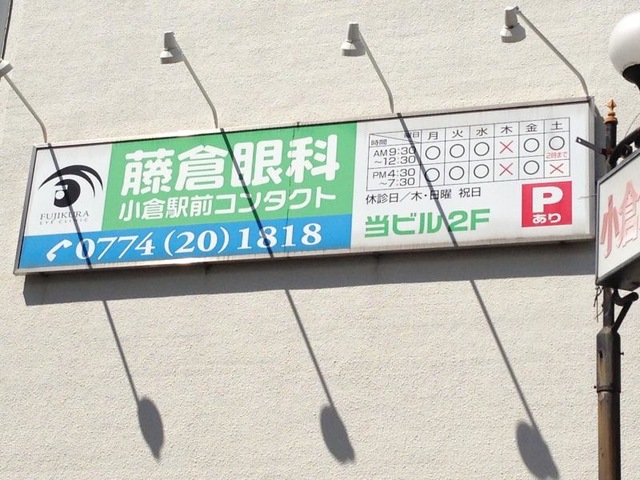 FUJIKURA
EYE CLINIC
藤倉眼科
小倉駅前コンタクト
0774(20)1818
時間 曜日 月 火 水 木 金 土
AM9:30~12:30 ○ ○ ○ × ○ ○ 2時まで
PM4:30~7:30 ○ ○ ○ × ○ ×
休診日/木・日曜 祝日
当ビル2F
P
あり
小倉